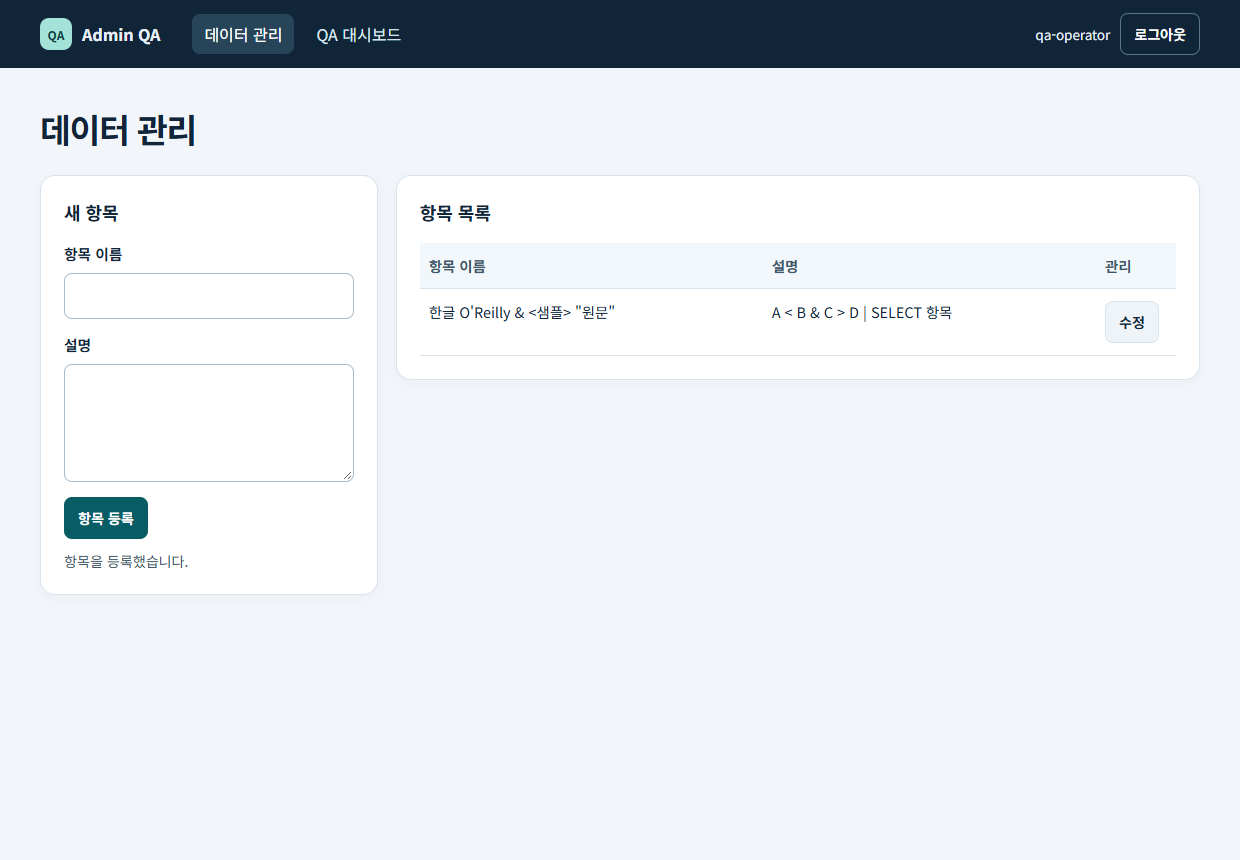 QA Admin QA 데이터 관리 QA 대시보드 qa-operator 로그아웃
데이터 관리
새 항목
항목 이름
설명
항목 등록
항목을 등록했습니다.
항목 목록
항목 이름 설명 관리
한글 O'Reilly & <샘플> "원문" A < B & C > D | SELECT 항목 수정